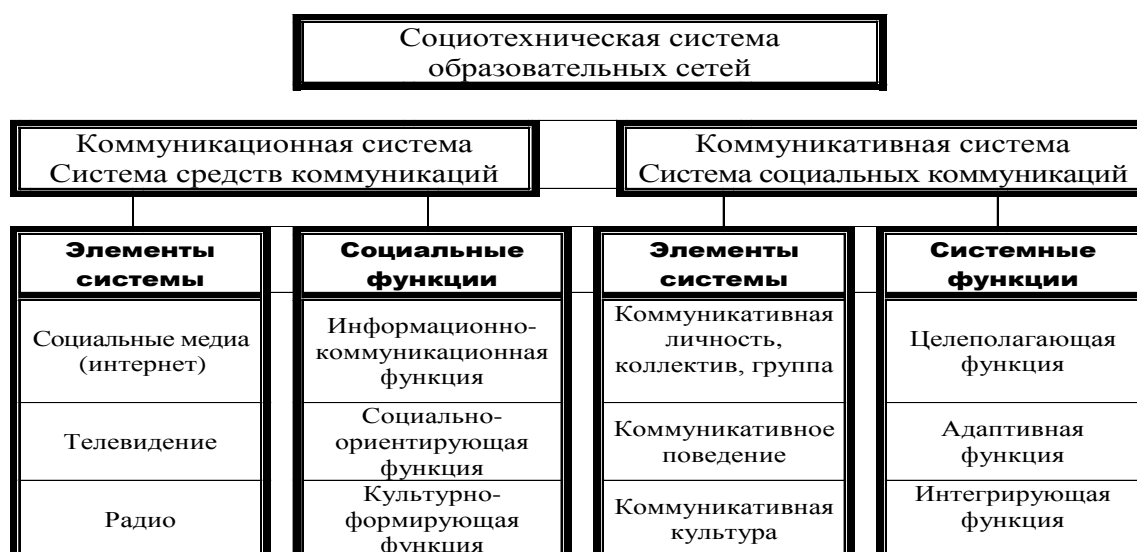 Социотехническая система
образовательных сетей
Коммуникационная система
Система средств коммуникаций
Коммуникативная система
Система социальных коммуникаций
Элементы
системы
Социальные медиа
(интернет)
Телевидение
Радио
Социальные
функции
Информационно-
коммуникационная
функция
Социально-
ориентирующая
функция
Культурно-
формирующая
функция
Элементы
системы
Коммуникативная
личность,
коллектив, группа
Коммуникативное
поведение
Коммуникативная
культура
Системные
функции
Целеполагающая
функция
Адаптивная
функция
Интегрирующая
функция